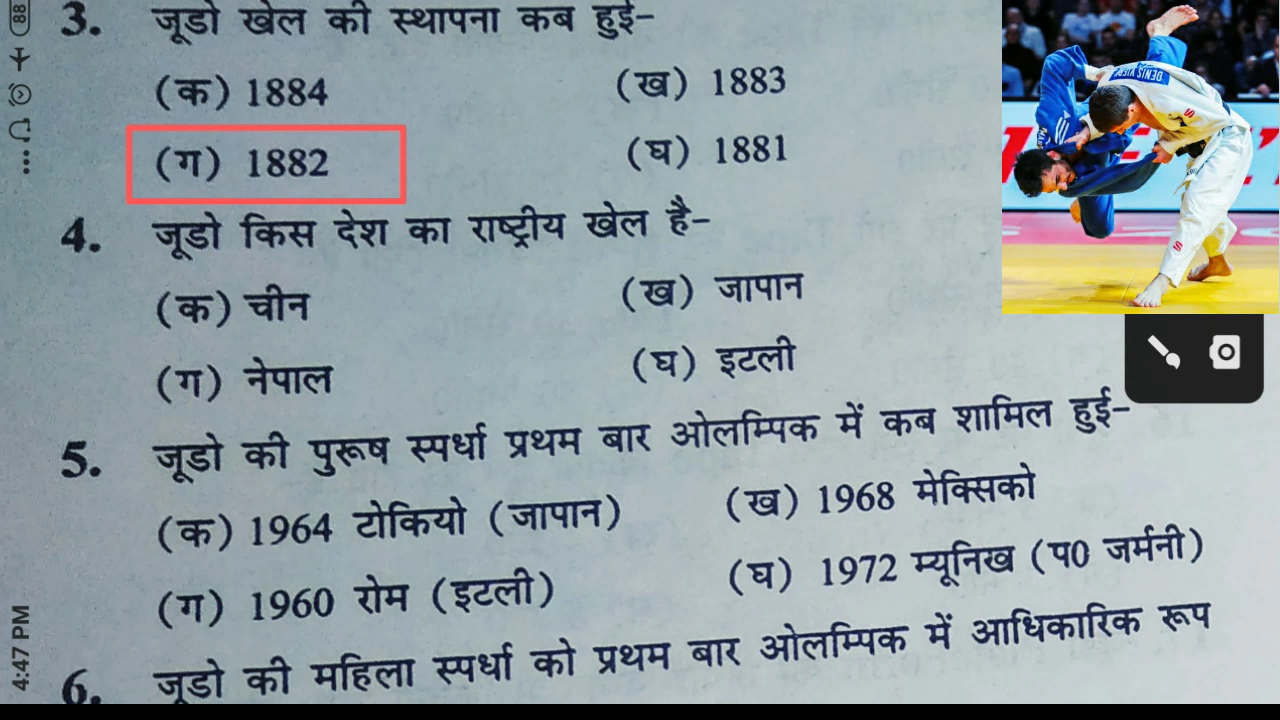 88
4:47 PM
3. जूडो खेल की स्थापना कब हुई-
(क) 1884 (ख) 1883
(ग) 1882 (घ) 1881
4. जूडो किस देश का राष्ट्रीय खेल है-
(क) चीन (ख) जापान
(ग) नेपाल (घ) इटली
5. जूडो की पुरूष स्पर्धा प्रथम बार ओलम्पिक में कब शामिल हुई-
(क) 1964 टोकियो (जापान) (ख) 1968 मेक्सिको
(ग) 1960 रोम (इटली) (घ) 1972 म्यूनिख (प0 जर्मनी)
6. जूडो की महिला स्पर्धा को प्रथम बार ओलम्पिक में आधिकारिक रूप